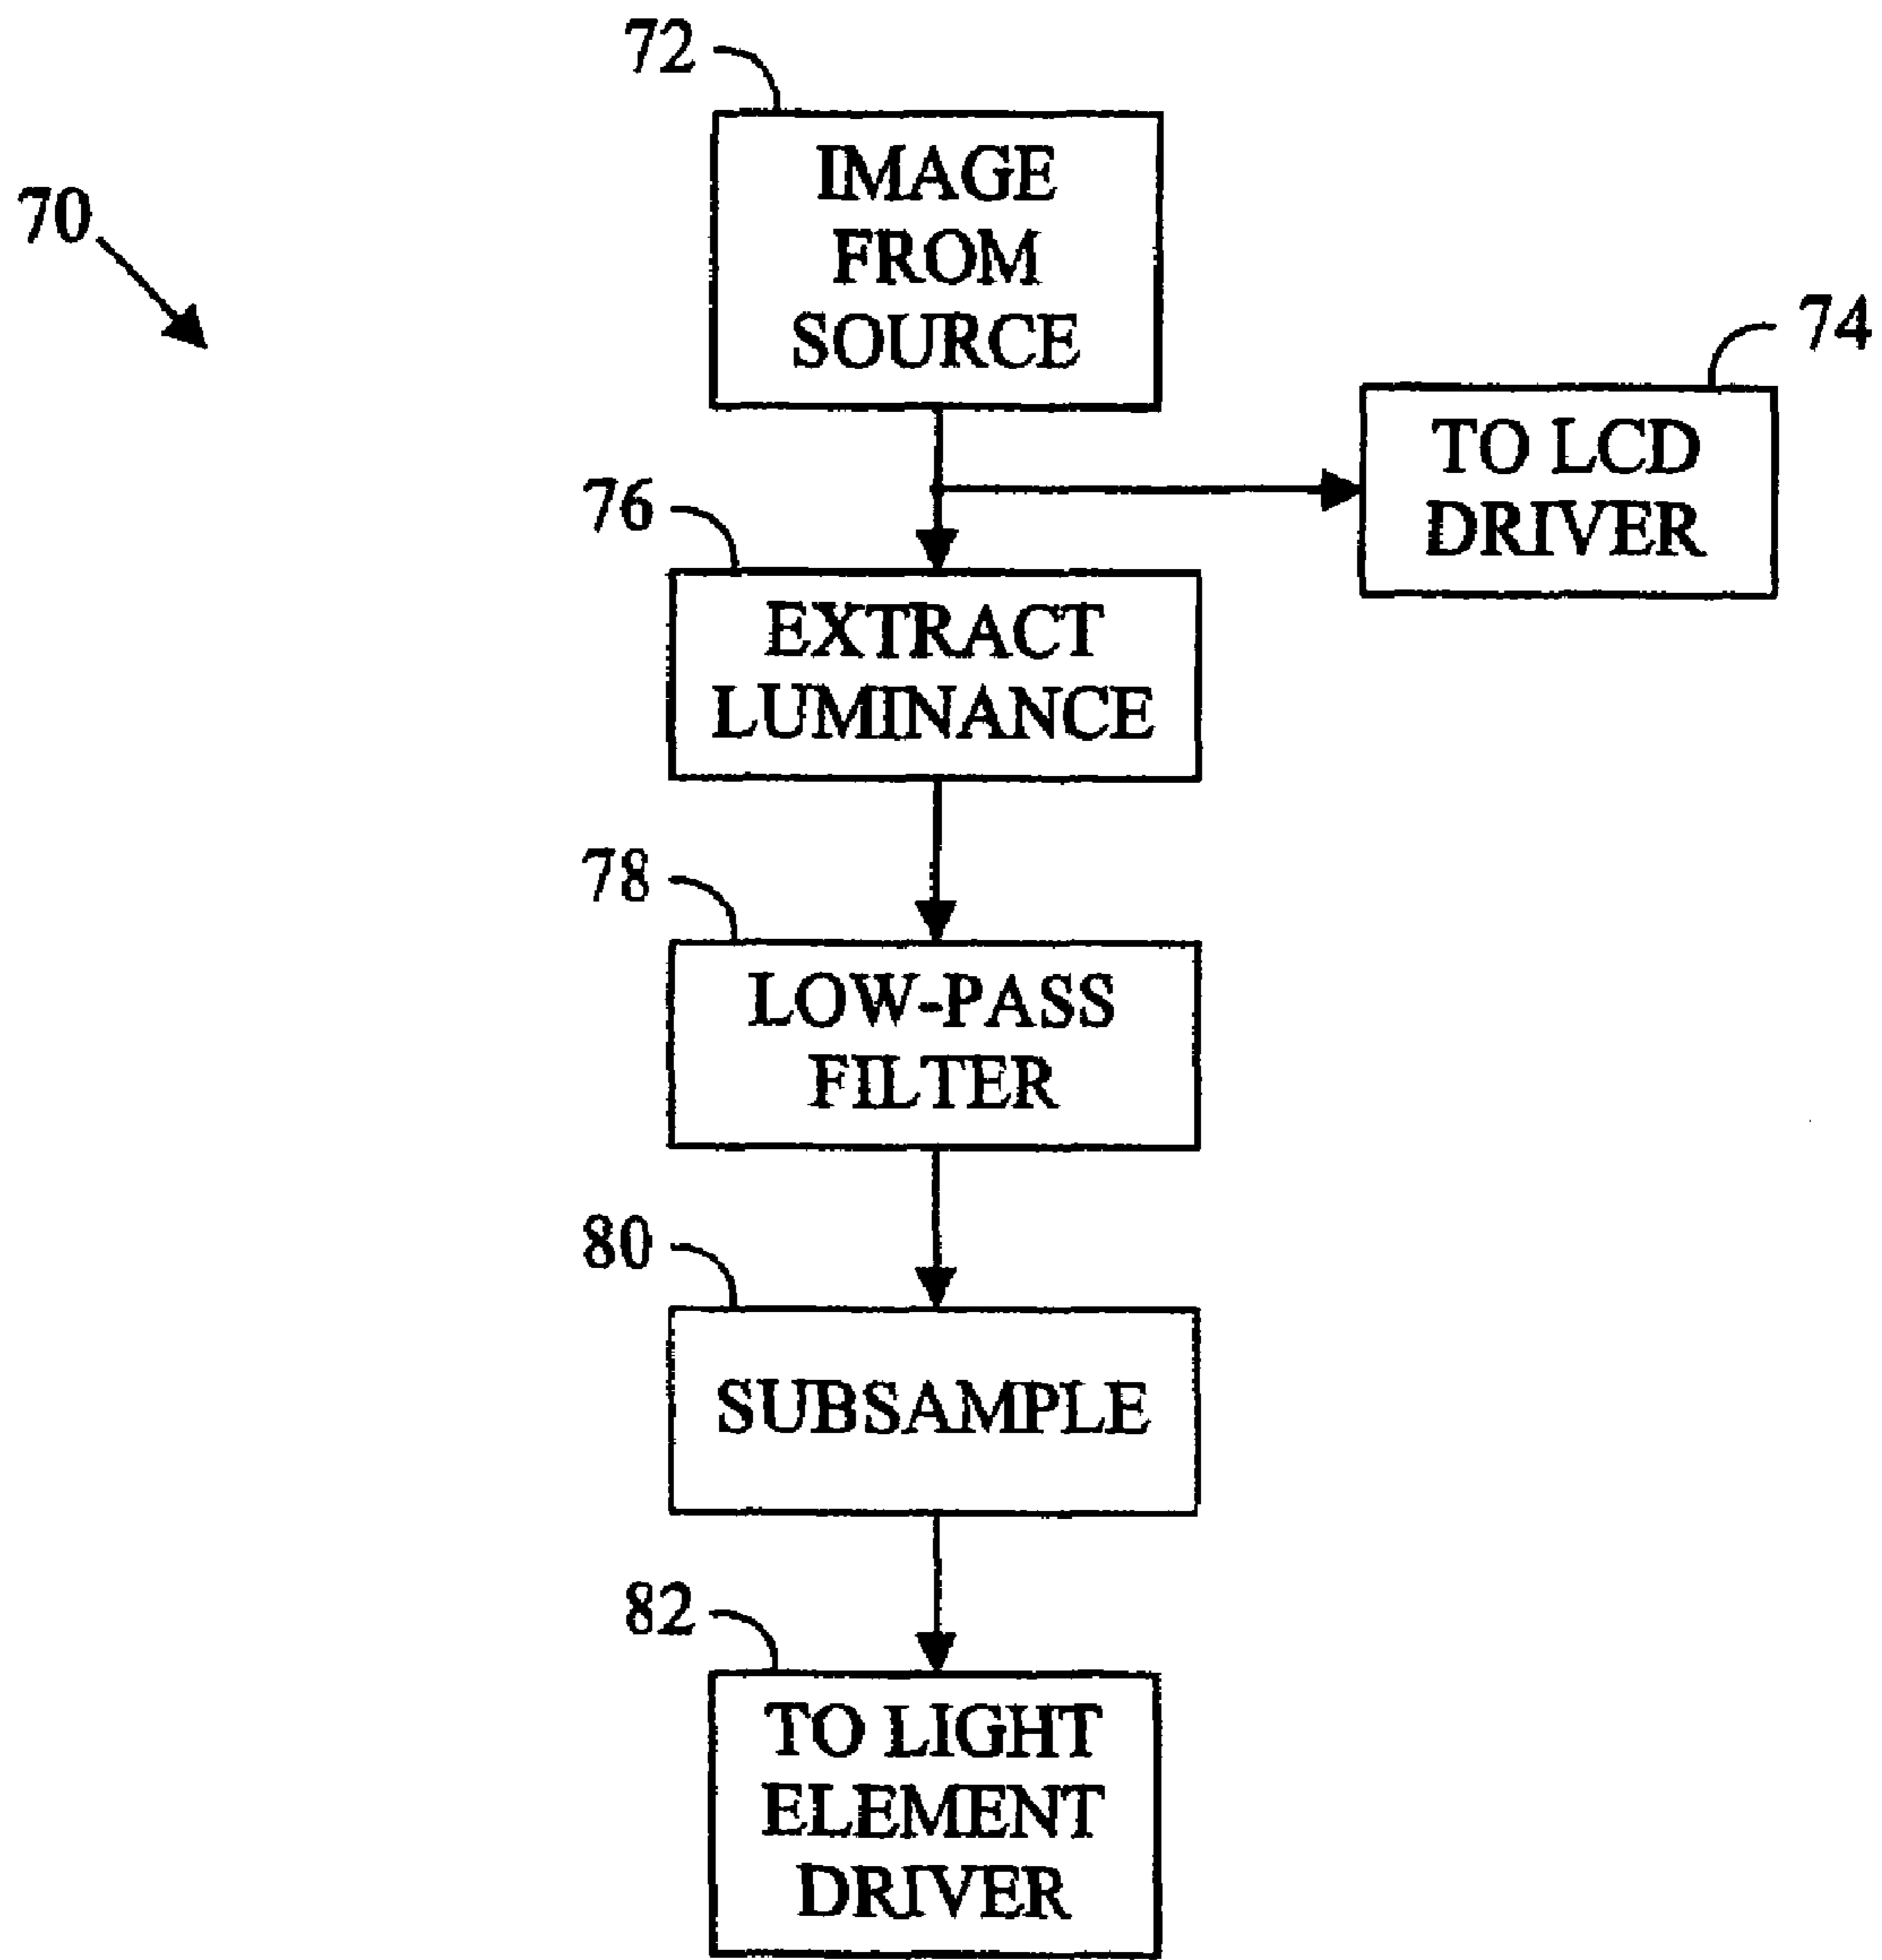 72
IMAGE
FROM
SOURCE
70
74
TO LCD
DRIVER
76
EXTRACT
LUMINANCE
78
LOW-PASS
FILTER
80
SUBSAMPLE
82
TO LIGHT
ELEMENT
DRIVER